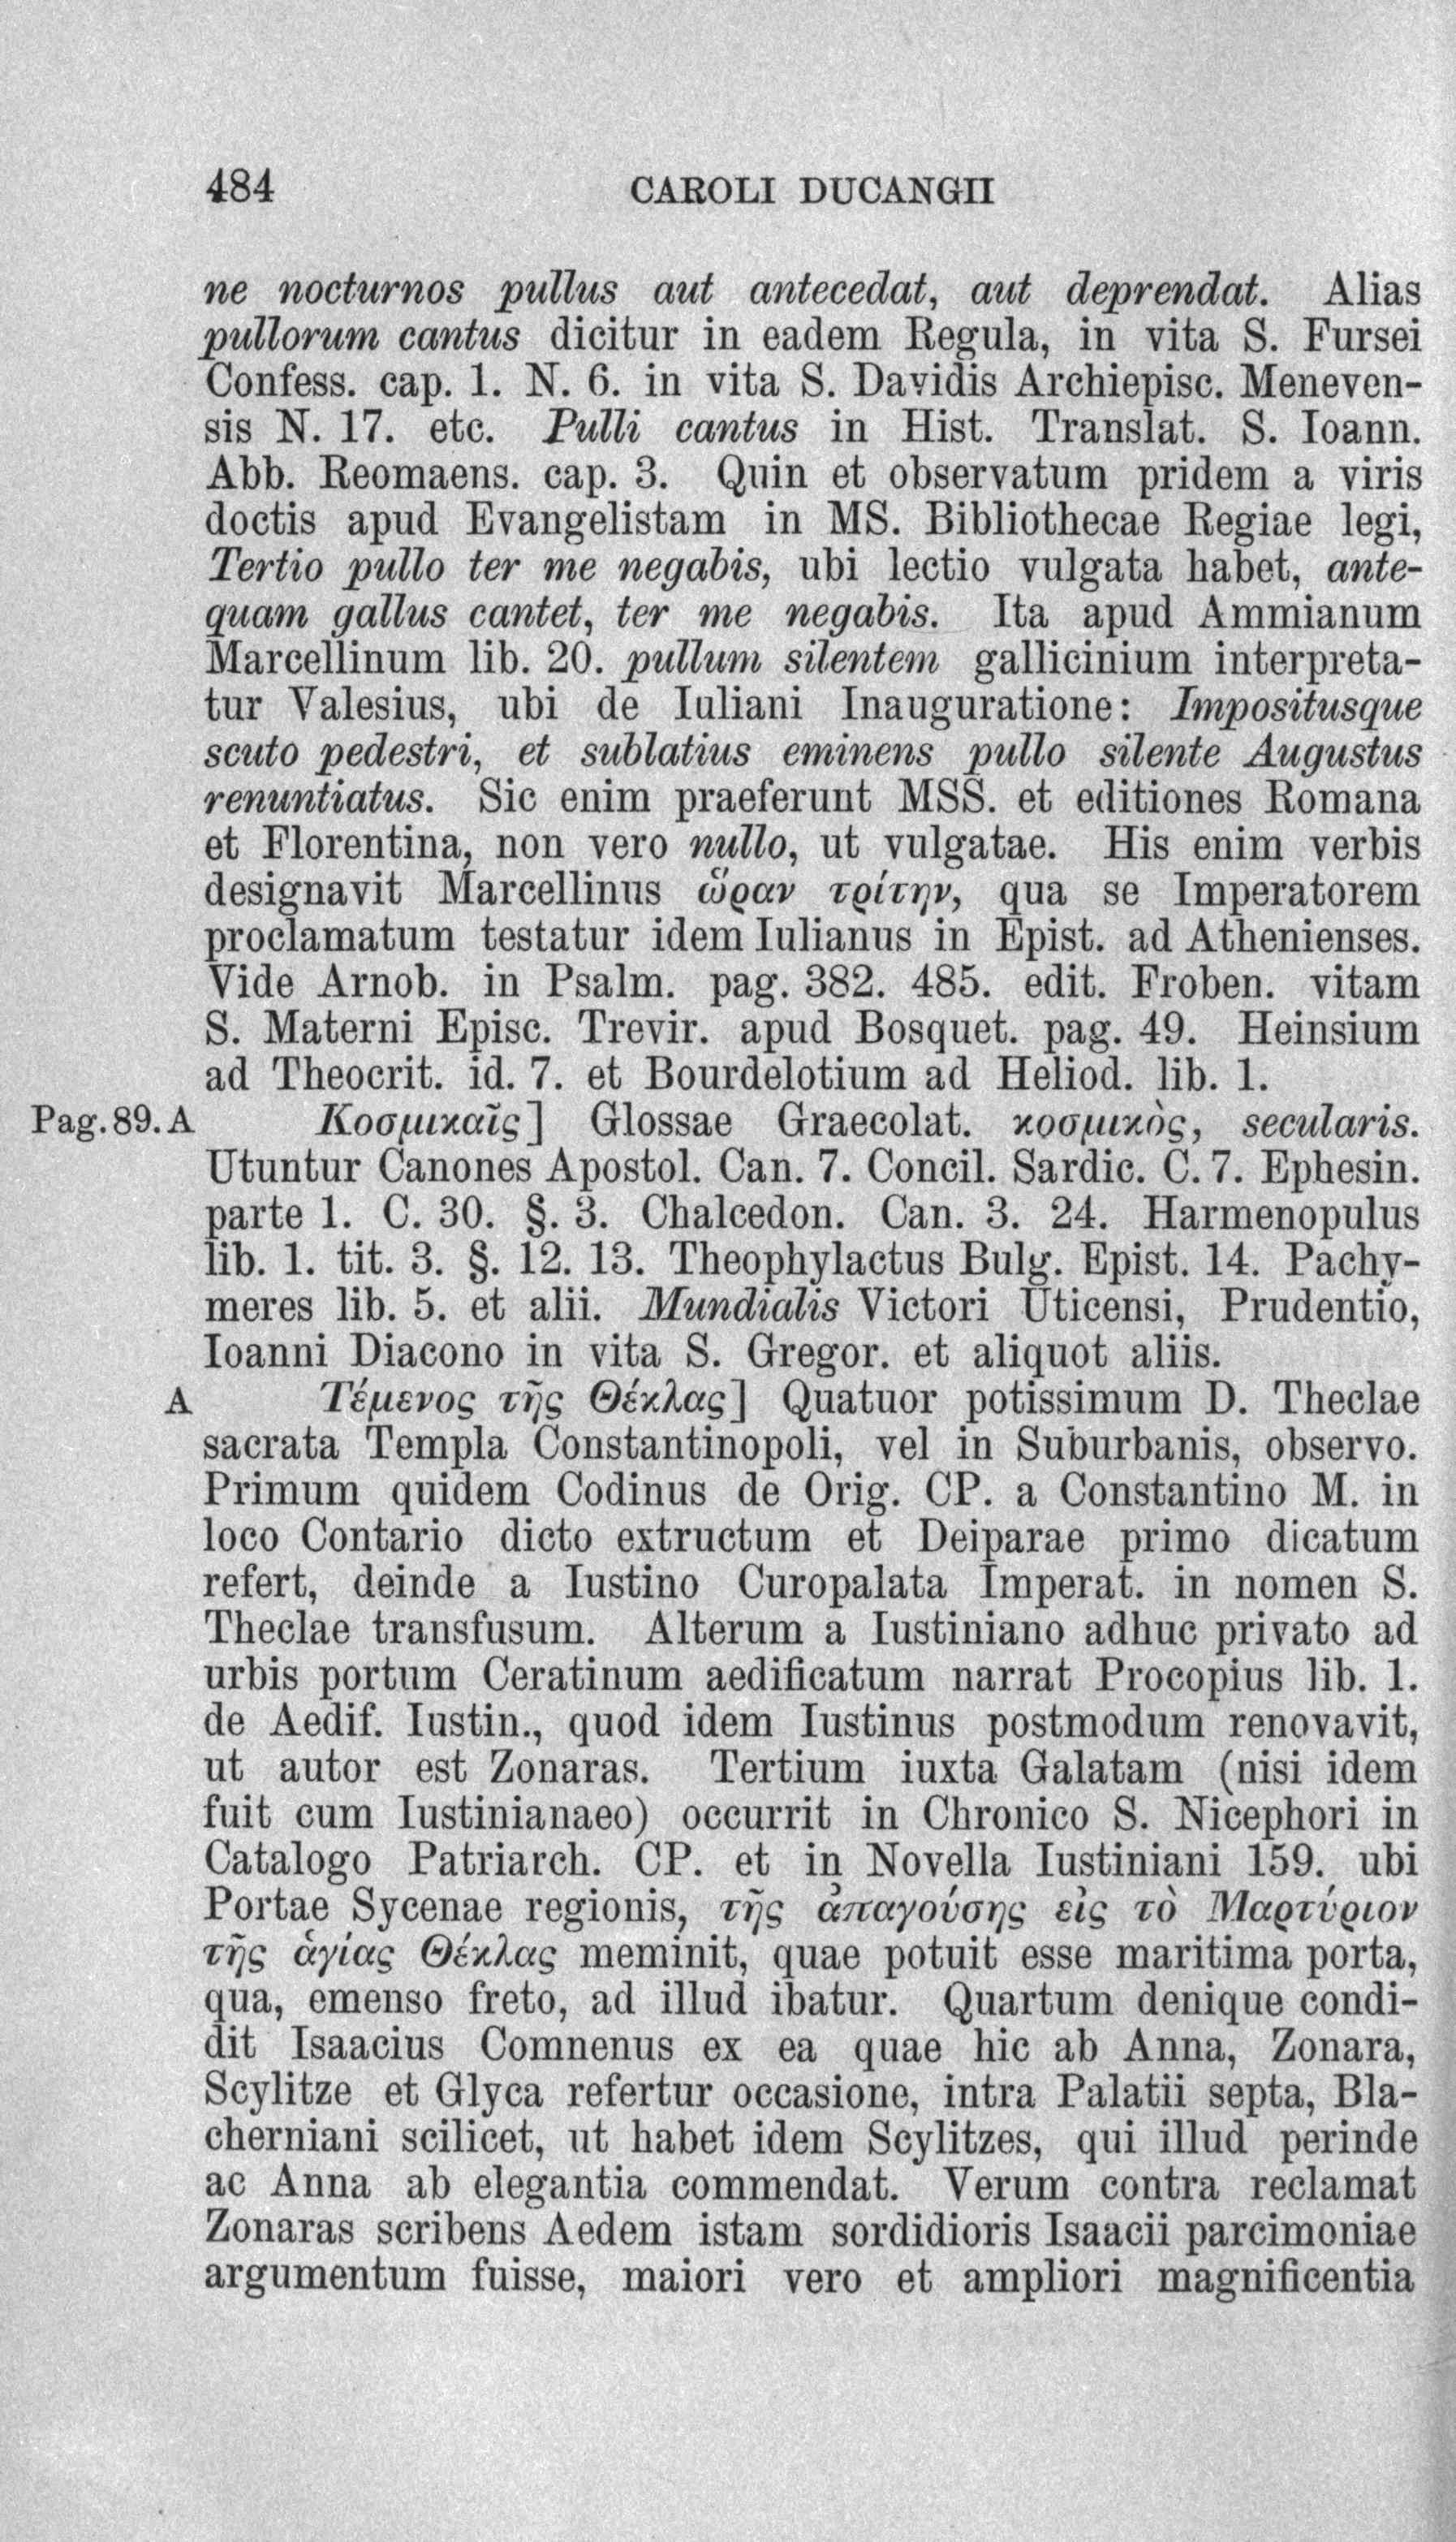 484 CAROLI DUCANGII
ne nocturnos pullus aut antecedat, aut deprendat. Alias
pullorum cantus dicitur in eadem Regula, in vita S. Fursei
Confess. cap. 1. N. 6. in vita S. Davidis Archiepisc. Meneven-
sis N. 17. etc. Pulli cantus in Hist. Translat. S. Ioann.
Abb. Reomaens. cap. 3. Quin et observatum pridem a viris
doctis apud Evangelistam in MS. Bibliothecae Regiae legi,
Tertio pullo ter me negabis, ubi lectio vulgata habet, ante-
quam gallus cantet, ter me negabis. Ita apud Ammianum
Marcellinum lib. 20. pullum silentem gallicinium interpreta-
tur Valesius, ubi de Iuliani Inauguratione: Impositusque
scuto pedestri, et sublatius eminens pullo silente Augustus
renuntiatus. Sic enim praeferunt MSS. et editiones Romana
et Florentina, non vero nullo, ut vulgatae. His enim verbis
designavit Marcellinus ὥραν τρίτην, qua se Imperatorem
proclamatum testatur idem Iulianus in Epist. ad Athenienses.
Vide Arnob. in Psalm. pag. 382. 485. edit. Froben. vitam
S. Materni Episc. Trevir. apud Bosquet. pag. 49. Heinsium
ad Theocrit. id. 7. et Bourdelotium ad Heliod. lib. 1.
Pag. 89. A Κοσμικαῖς] Glossae Graecolat. κοσμικὸς, secularis.
Utuntur Canones Apostol. Can. 7. Concil. Sardic. C. 7. Ephesin.
parte 1. C. 30. §. 3. Chalcedon. Can. 3. 24. Harmenopulus
lib. 1. tit. 3. §. 12. 13. Theophylactus Bulg. Epist. 14. Pachy-
meres lib. 5. et alii. Mundialis Victori Uticensi, Prudentio,
Ioanni Diacono in vita S. Gregor. et aliquot aliis.
A Τέμενος τῆς Θέκλας] Quatuor potissimum D. Theclae
sacrata Templa Constantinopoli, vel in Suburbanis, observo.
Primum quidem Codinus de Orig. CP. a Constantino M. in
loco Contario dicto extructum et Deiparae primo dicatum
refert, deinde a Iustino Curopalata Imperat. in nomen S.
Theclae transfusum. Alterum a Iustiniano adhuc privato ad
urbis portum Ceratinum aedificatum narrat Procopius lib. 1.
de Aedif. Iustin., quod idem Iustinus postmodum renovavit,
ut autor est Zonaras. Tertium iuxta Galatam (nisi idem
fuit cum Iustinianaeo) occurrit in Chronico S. Nicephori in
Catalogo Patriarch. CP. et in Novella Iustiniani 159. ubi
Portae Sycenae regionis, τῆς ἀπαγούσης εἰς τὸ Μαρτύριον
τῆς ἁγίας Θέκλας meminit, quae potuit esse maritima porta,
qua, emenso freto, ad illud ibatur. Quartum denique condi-
dit Isaacius Comnenus ex ea quae hic ab Anna, Zonara,
Scylitze et Glyca refertur occasione, intra Palatii septa, Bla-
cherniani scilicet, ut habet idem Scylitzes, qui illud perinde
ac Anna ab elegantia commendat. Verum contra reclamat
Zonaras scribens Aedem istam sordidioris Isaacii parcimoniae
argumentum fuisse, maiori vero et ampliori magnificentia